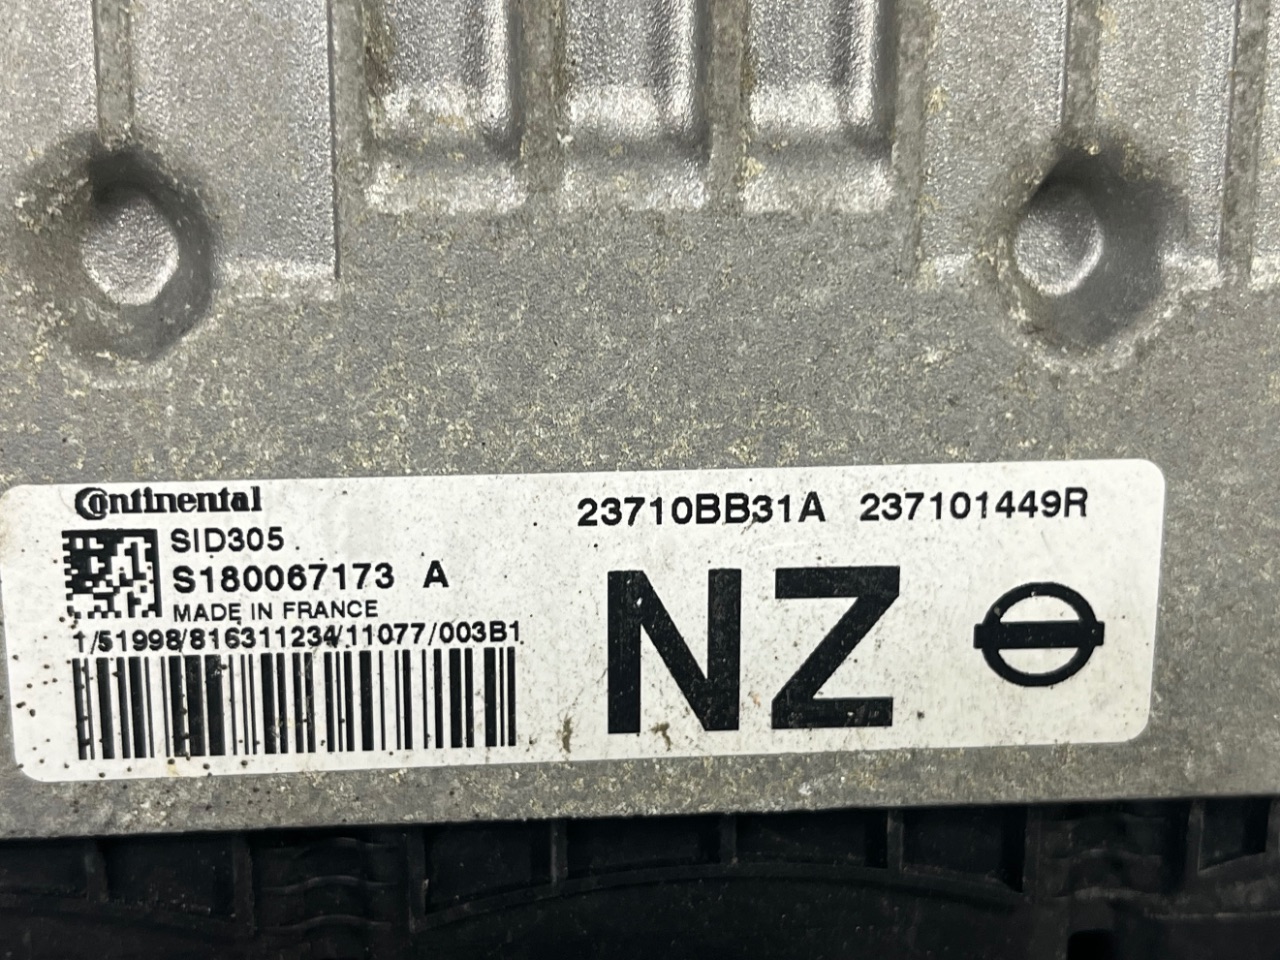 Continental
SID305
S180067173 A
MADE IN FRANCE
1/51998/816311234/11077/003B1
23710BB31A 237101449R
NZ